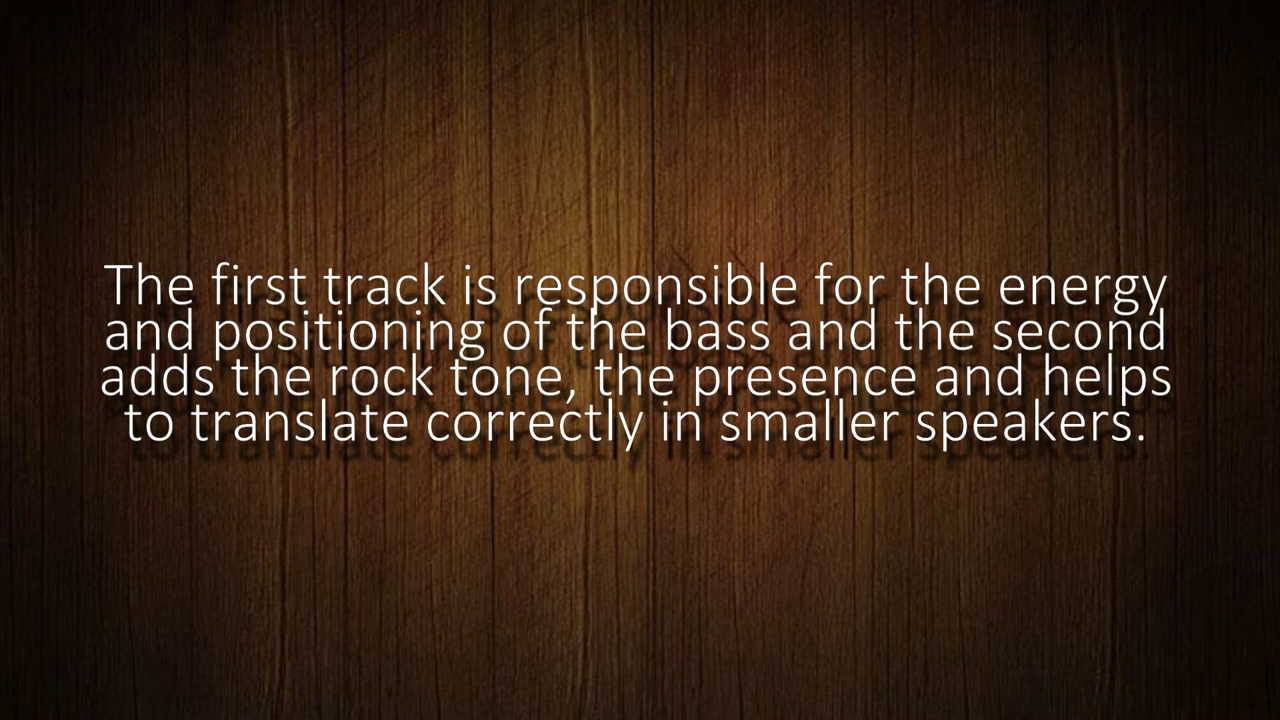 The first track is responsible for the energy
and positioning of the bass and the second
adds the rock tone, the presence and helps
to translate correctly in smaller speakers.